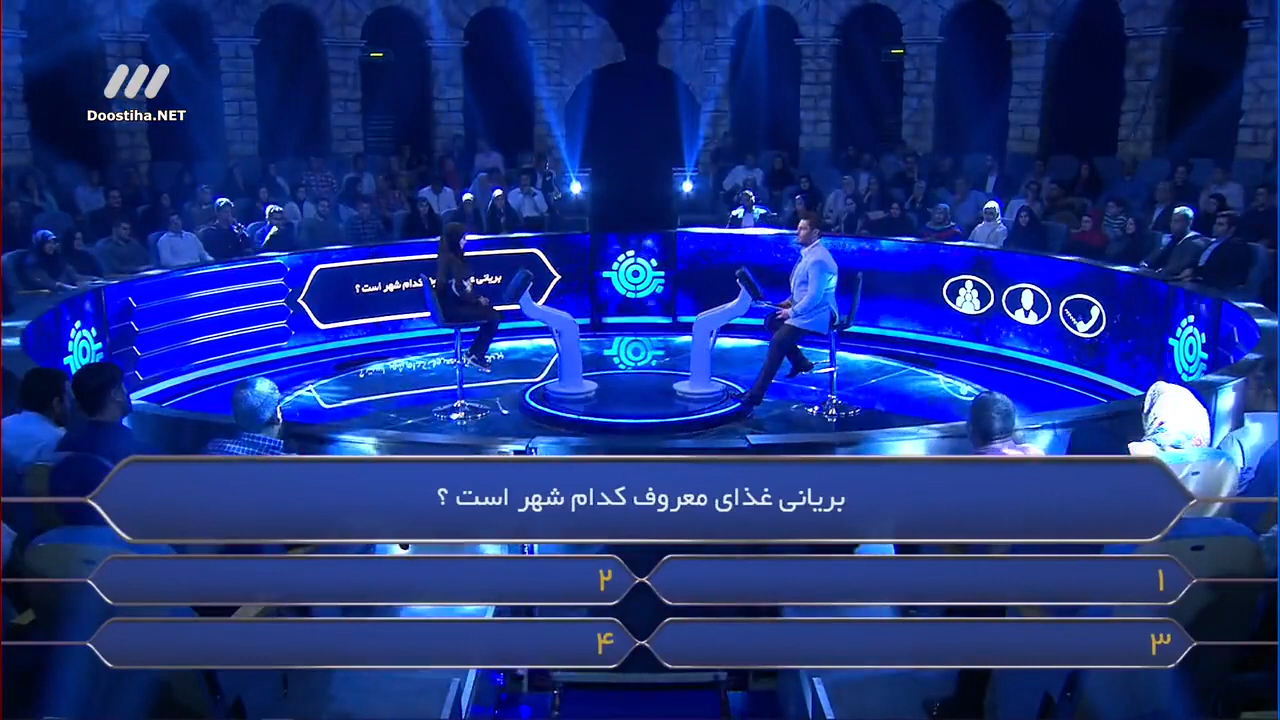 Doostiha.NET
بریانی غذای معروف کدام شهر است ؟
۱
۲
۳
۴